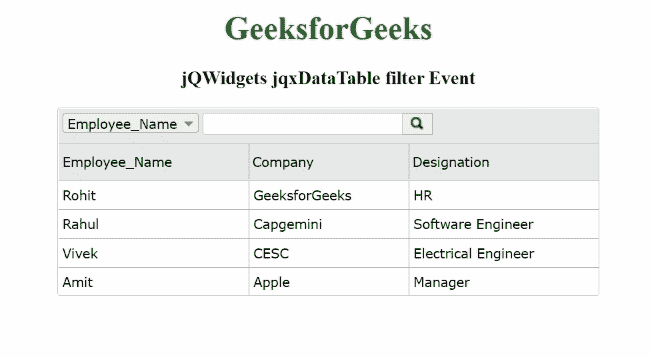 GeeksforGeeks
jQWidgets jqxDataTable filter Event
Employee_Name
Employee_Name Company Designation
Rohit GeeksforGeeks HR
Rahul Capgemini Software Engineer
Vivek CESC Electrical Engineer
Amit Apple Manager